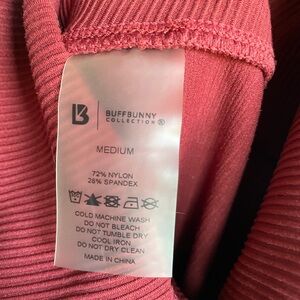 B
BUFFBUNNY
COLLECTION ®
MEDIUM
72% NYLON
28% SPANDEX
COLD MACHINE WASH
DO NOT BLEACH
DO NOT TUMBLE DRY
COOL IRON
DO NOT DRY CLEAN
MADE IN CHINA